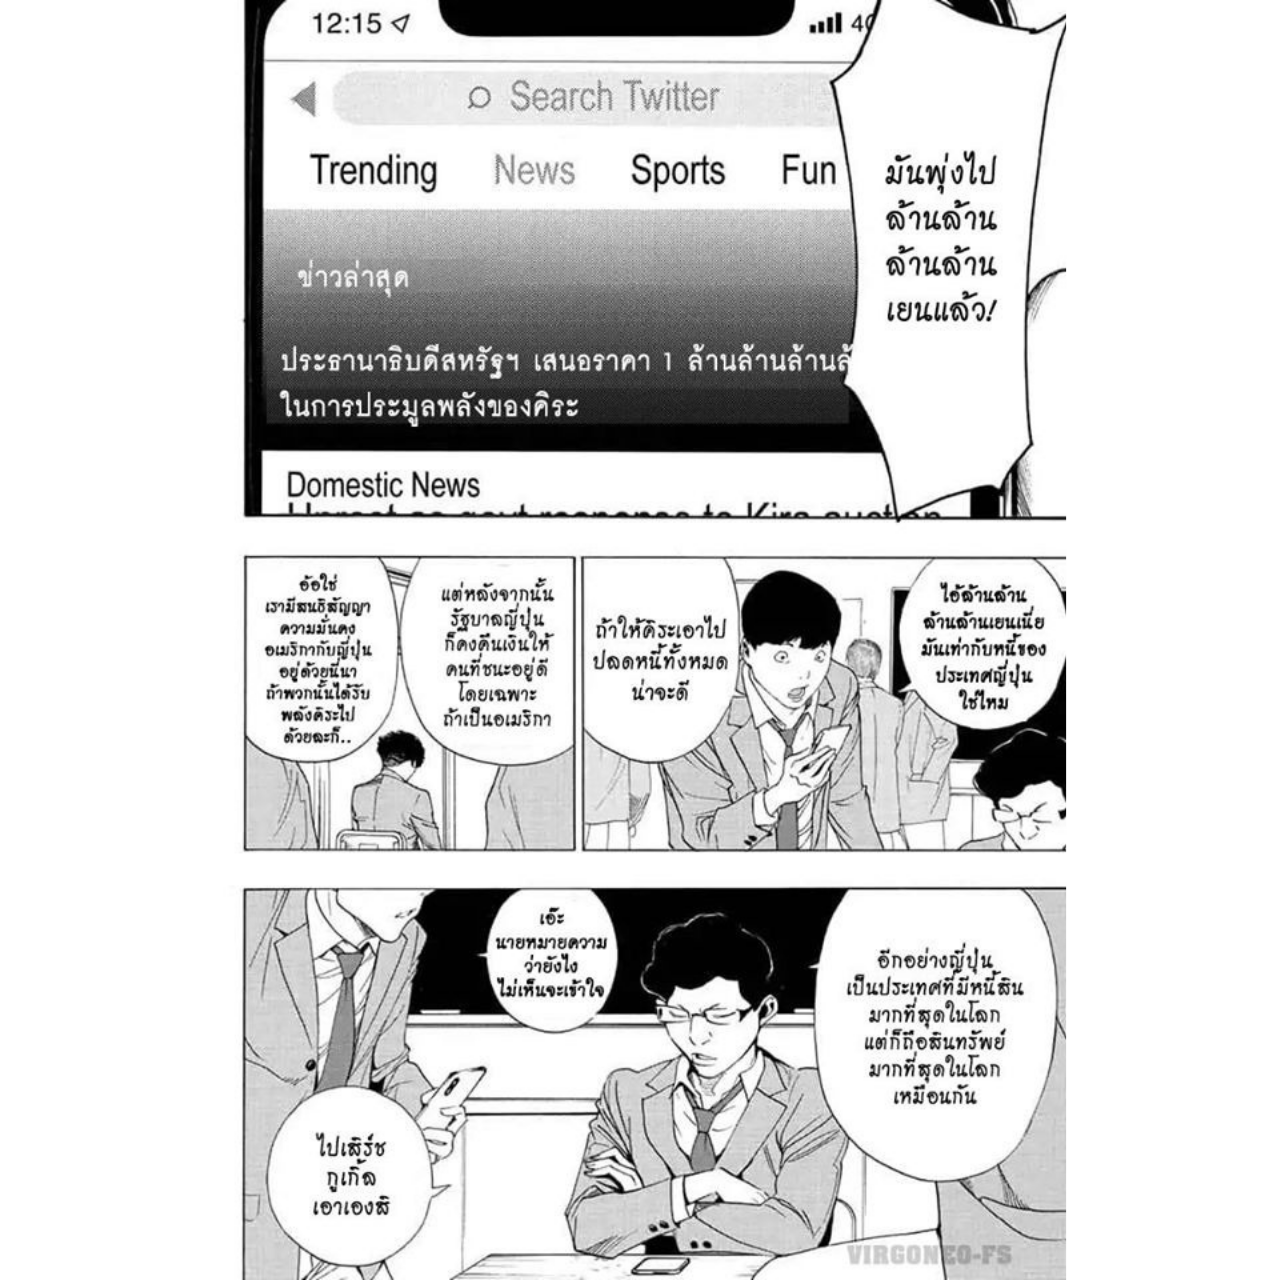 12:15
Search Twitter
Trending News Sports Fun
มันพุ่งไป
ล้านล้าน
ล้านล้าน
เยนแล้ว!
ข่าวล่าสุด
ประธานาธิบดีสหรัฐฯ เสนอราคา 1 ล้านล้านล้าน
ในการประมูลพลังของคิระ
Domestic News
ไอ้ล้านล้าน
ล้านล้านเยนเนี่ย
มันเท่ากับหนี้ของ
ประเทศญี่ปุ่น
ใช่ไหม
ถ้าให้คิระเอาไป
ปลดหนี้ทั้งหมด
น่าจะดี
แต่หลังจากนั้น
รัฐบาลญี่ปุ่น
ก็คงคืนเงินให้
คนที่ชนะอยู่ดี
โดยเฉพาะ
ถ้าเป็นอเมริกา
อ้อใช่
เรามีสนธิสัญญา
ความมั่นคง
อเมริกากับญี่ปุ่น
อยู่ด้วยนี่นา
ถ้าพวกนั้นได้รับ
พลังคิระไป
ด้วยละก็..
อีกอย่างญี่ปุ่น
เป็นประเทศที่มีหนี้สิน
มากที่สุดในโลก
แต่ก็ถือสินทรัพย์
มากที่สุดในโลก
เหมือนกัน
เอ๊ะ
นายหมายความ
ว่ายังไง
ไม่เห็นจะเข้าใจ
ไปเสิร์ช
กูเกิ้ล
เอาเองสิ
VIRGONEO-FS